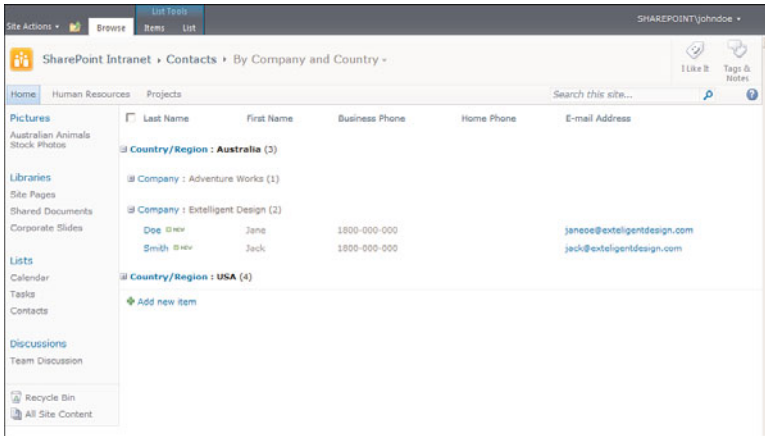 List Tools
Site Actions
Browse
Items
List
SHAREPOINT\johndoe
SharePoint Intranet › Contacts › By Company and Country
I Like It
Tags & Notes
Home
Human Resources
Projects
Search this site...
Pictures
Australian Animals
Stock Photos
Libraries
Site Pages
Shared Documents
Corporate Slides
Lists
Calendar
Tasks
Contacts
Discussions
Team Discussion
Recycle Bin
All Site Content
Last Name First Name Business Phone Home Phone E-mail Address
Country/Region : Australia (3)
Company : Adventure Works (1)
Company : Extelligent Design (2)
Doe NEW Jane 1800-000-000 janeoe@exteligentdesign.com
Smith NEW Jack 1800-000-000 jack@exteligentdesign.com
Country/Region : USA (4)
Add new item